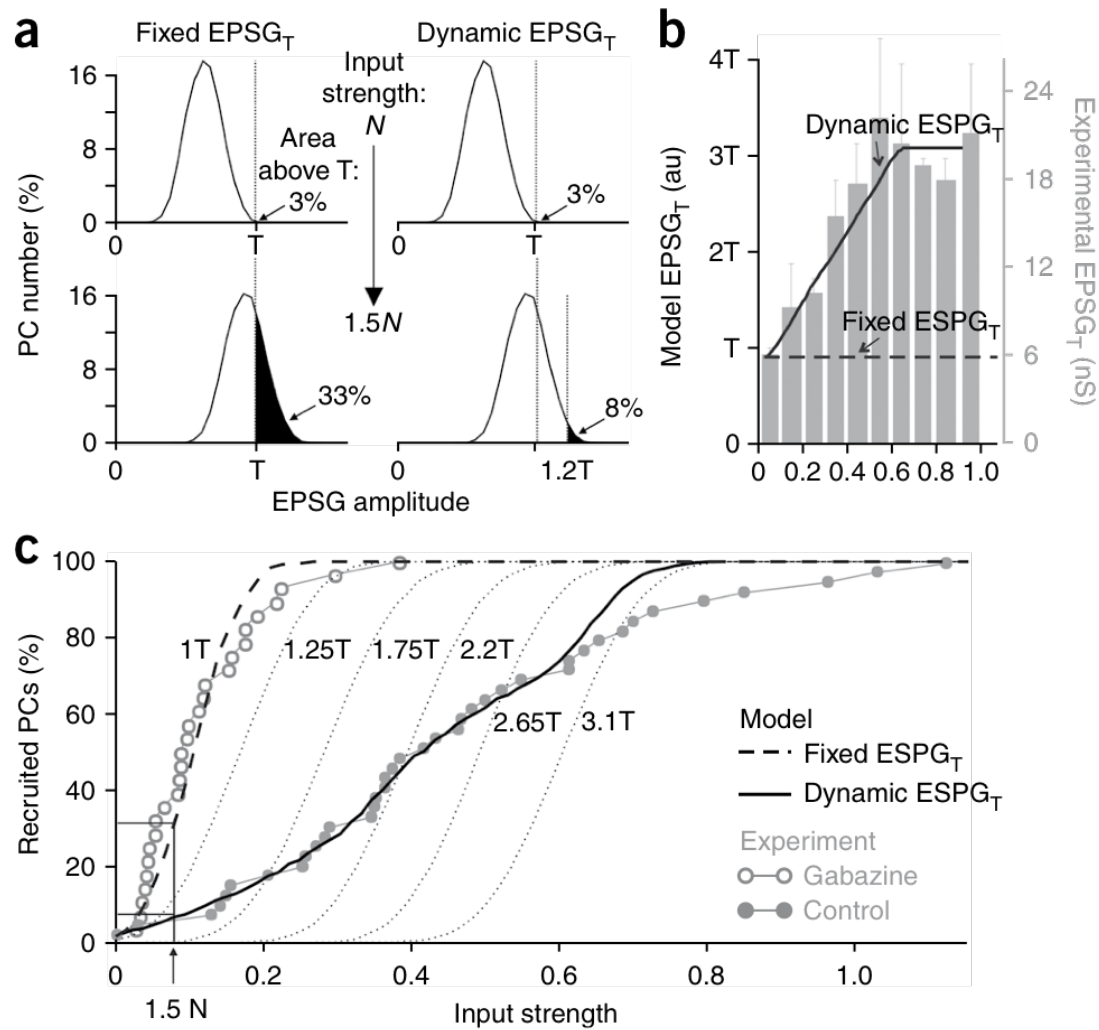 a
Fixed EPSG_T
Dynamic EPSG_T
Input
strength:
N
1.5N
PC number (%)
16
8
0
0
T
Area
above T:
3%
0
T
3%
16
8
0
0
T
33%
0
1.2T
8%
EPSG amplitude
b
Model EPSG_T (au)
4T
3T
2T
T
0
Dynamic ESPG_T
Fixed ESPG_T
24
18
12
6
0
Experimental EPSG_T (nS)
0 0.2 0.4 0.6 0.8 1.0
c
Recruited PCs (%)
100
80
60
40
20
0
1T
1.25T
1.75T
2.2T
2.65T
3.1T
Model
Fixed ESPG_T
Dynamic ESPG_T
Experiment
Gabazine
Control
0 0.2 0.4 0.6 0.8 1.0
1.5 N
Input strength